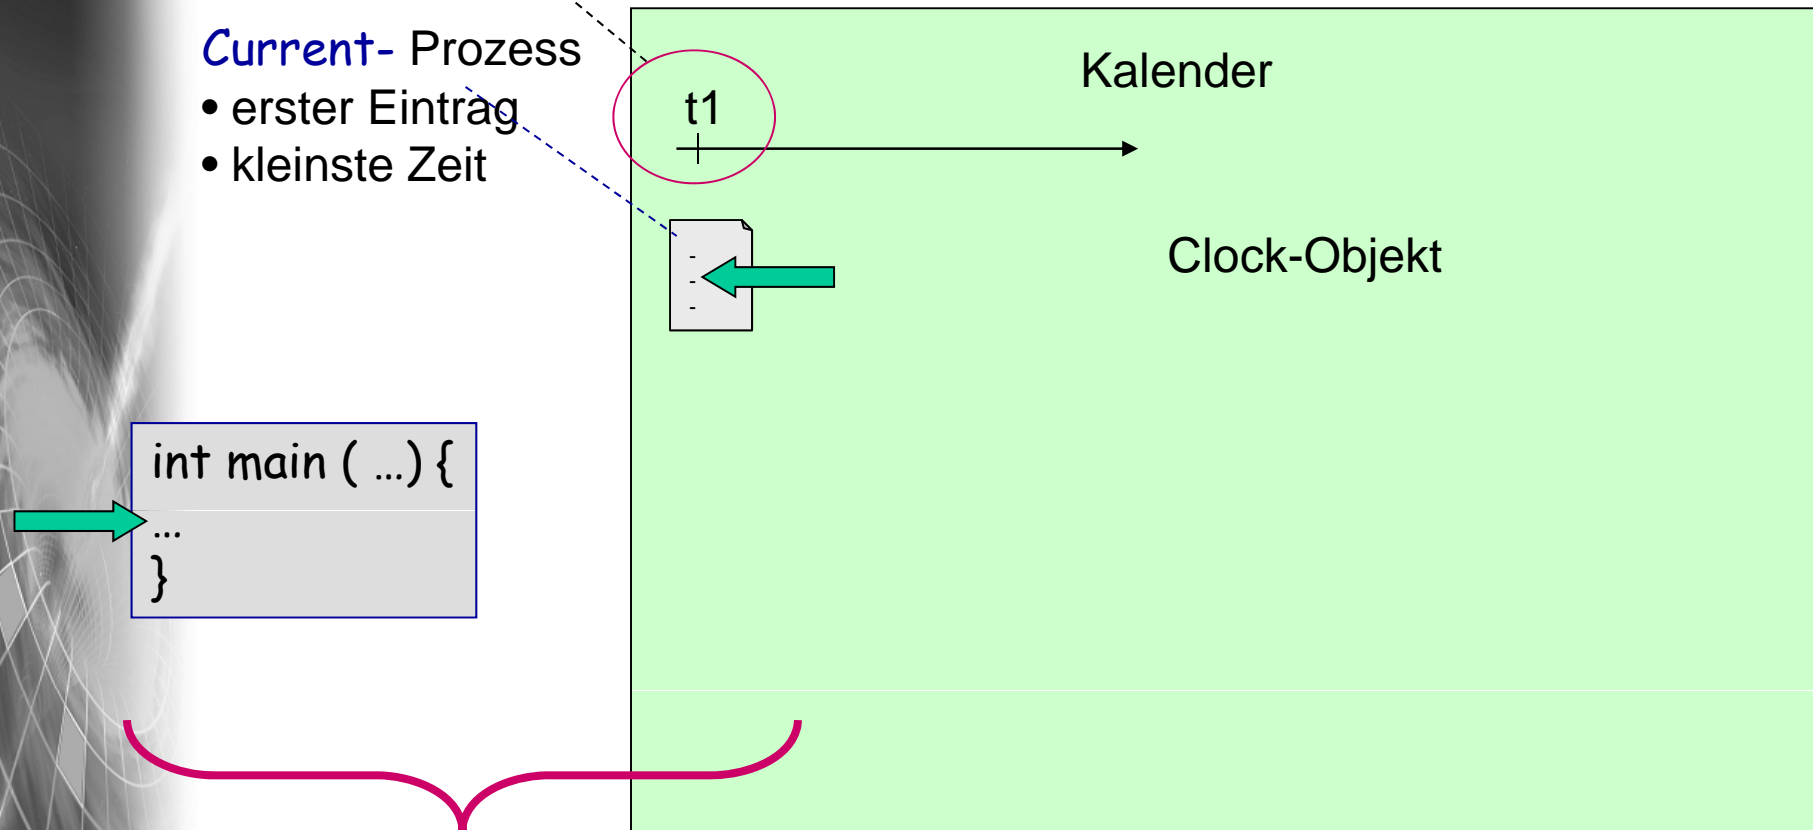 Current- Prozess
• erster Eintrag
• kleinste Zeit
Kalender
t1
Clock-Objekt
-
-
-
int main ( ...) {
...
}